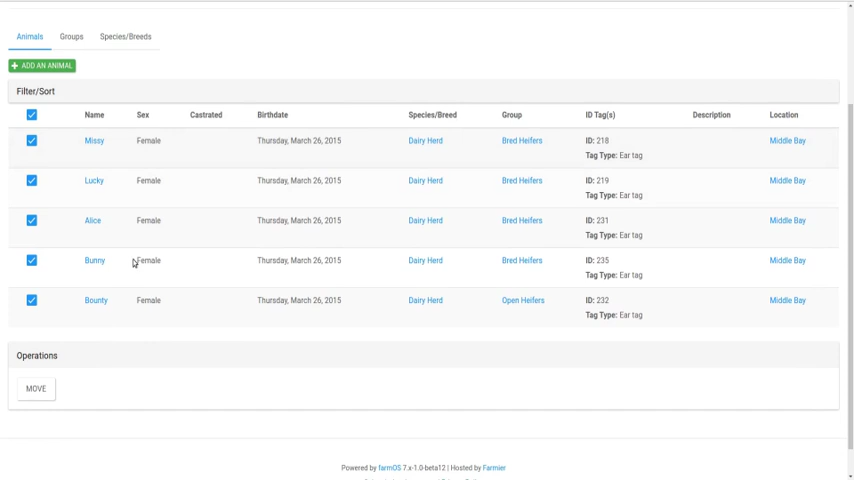 Animals Groups Species/Breeds
+ ADD AN ANIMAL
Filter/Sort
Name Sex Castrated Birthdate Species/Breed Group ID Tag(s) Description Location
Missy Female Thursday, March 26, 2015 Dairy Herd Bred Heifers ID: 218 Middle Bay
Tag Type: Ear tag
Lucky Female Thursday, March 26, 2015 Dairy Herd Bred Heifers ID: 219 Middle Bay
Tag Type: Ear tag
Alice Female Thursday, March 26, 2015 Dairy Herd Bred Heifers ID: 231 Middle Bay
Tag Type: Ear tag
Bunny Female Thursday, March 26, 2015 Dairy Herd Bred Heifers ID: 235 Middle Bay
Tag Type: Ear tag
Bounty Female Thursday, March 26, 2015 Dairy Herd Open Heifers ID: 232 Middle Bay
Tag Type: Ear tag
Operations
MOVE
Powered by farmOS 7.x-1.0-beta12 | Hosted by Farmier